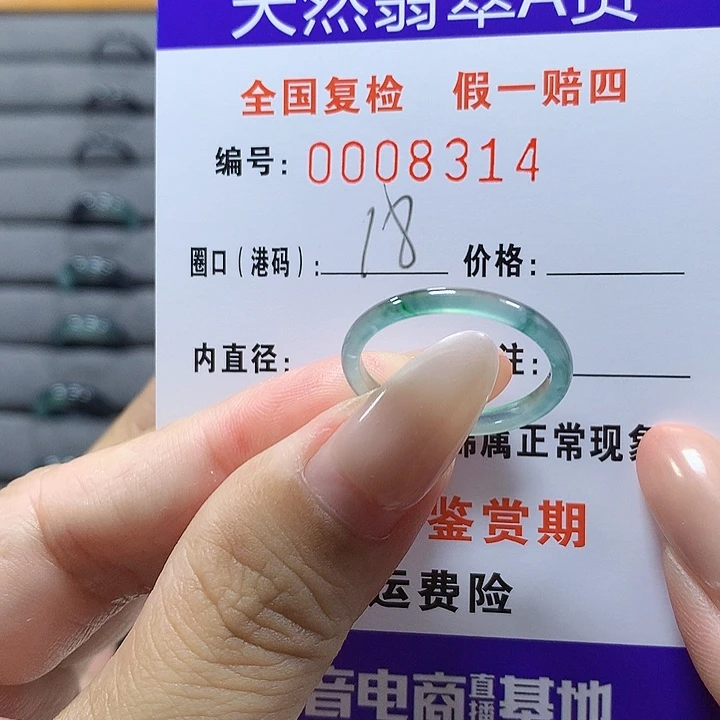 天然翡翠A货
全国复检 假一赔四
编号: 0008314
圈口(港码): 18 价格:
内直径: 注:
属正常现象
鉴赏期
运费险
音电商直播基地